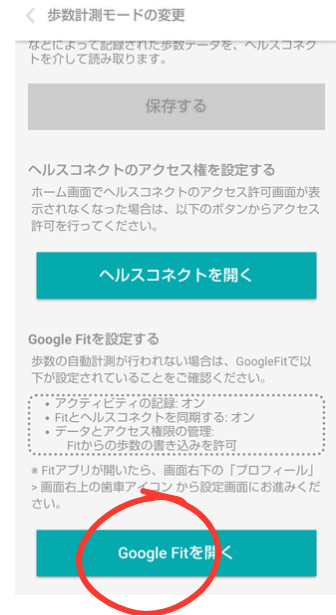 歩数計測モードの変更
などによって記録された歩数データを、ヘルスコネク
トを介して読み取ります。
保存する
ヘルスコネクトのアクセス権を設定する
ホーム画面でヘルスコネクトのアクセス許可画面が表
示されなくなった場合は、以下のボタンからアクセス
許可を行ってください。
ヘルスコネクトを開く
Google Fitを設定する
歩数の自動計測が行われない場合は、GoogleFitで以
下が設定されていることをご確認ください。
• アクティビティの記録: オン
• Fitとヘルスコネクトを同期する: オン
• データとアクセス権限の管理:
Fitからの歩数の書き込みを許可
※ Fitアプリが開いたら、画面右下の「プロフィール」
> 画面右上の歯車アイコン から設定画面にお進みくだ
さい。
Google Fitを開く